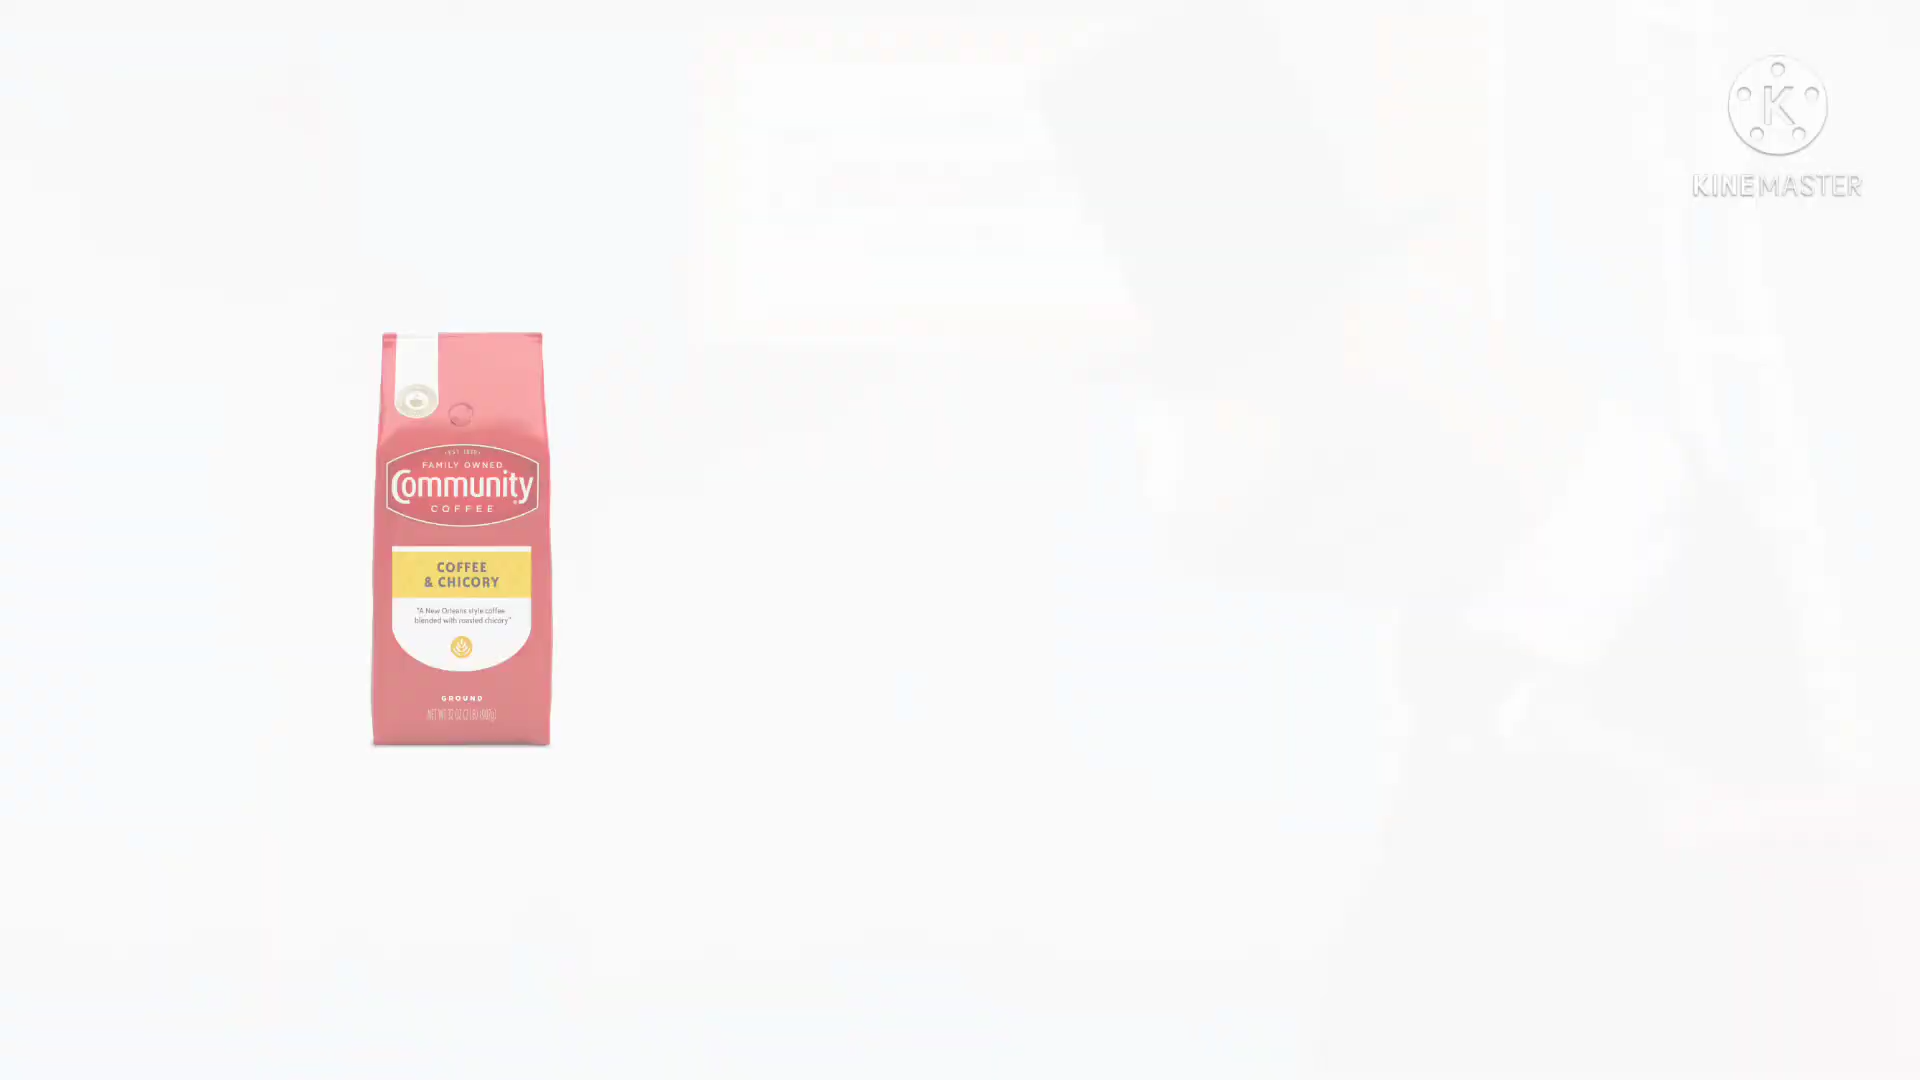 K
KINEMASTER
FAMILY OWNED
Community
COFFEE
COFFEE
& CHICORY
"A New Orleans style coffee
blended with roasted chicory"
GROUND